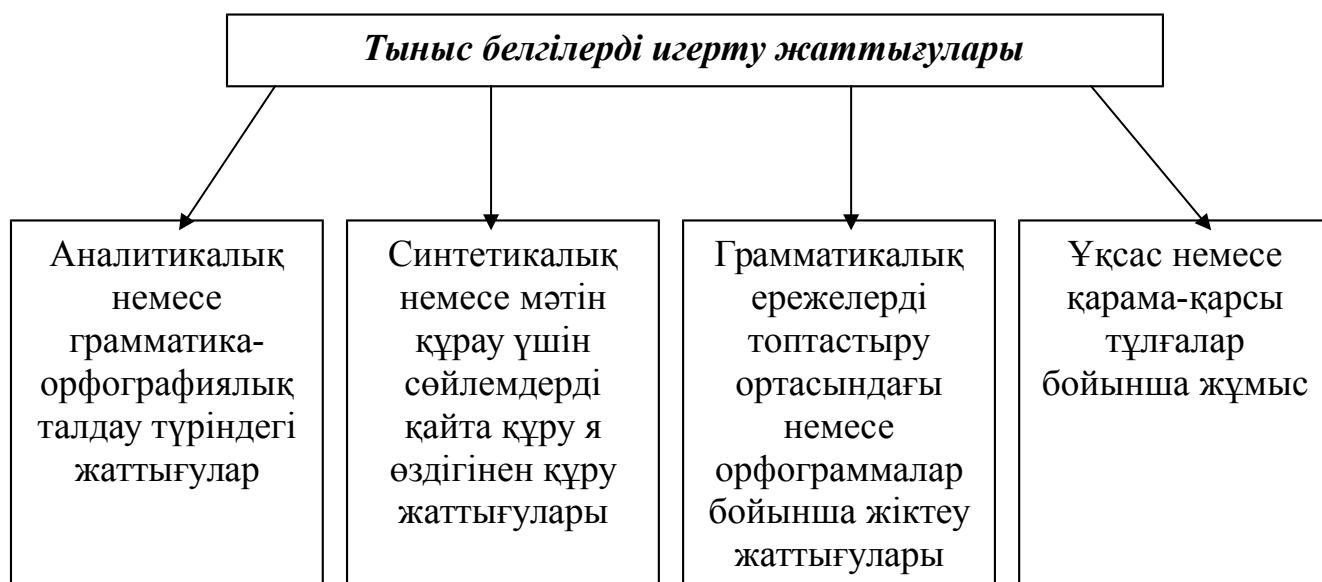 Тыныс белгілерді игерту жаттығулары
Аналитикалық
немесе
грамматика-
орфографиялық
талдау түріндегі
жаттығулар
Синтетикалық
немесе мәтін
құрау үшін
сөйлемдерді
қайта құру я
өздігінен құру
жаттығулары
Грамматикалық
ережелерді
топтастыру
ортасындағы
немесе
орфограммалар
бойынша жіктеу
жаттығулары
Ұқсас немесе
қарама-қарсы
тұлғалар
бойынша жұмыс